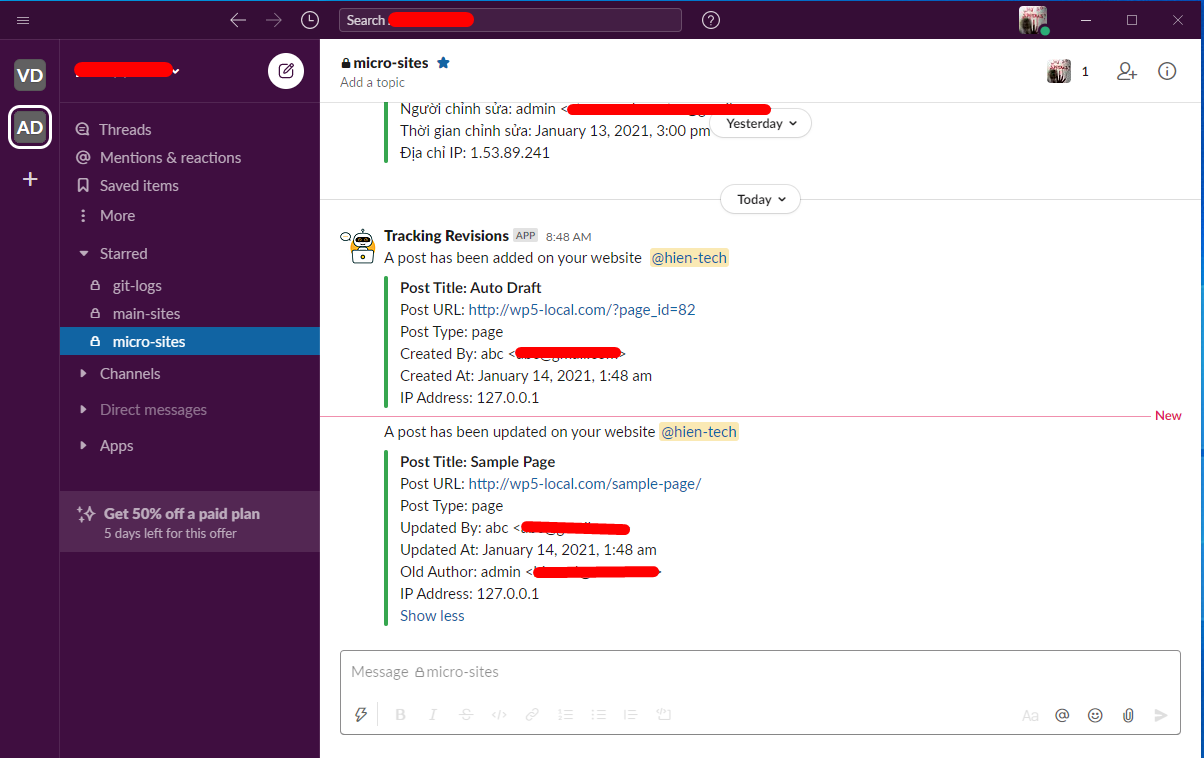 Search
VD
AD
Threads
Mentions & reactions
Saved items
More
Starred
git-logs
main-sites
micro-sites
Channels
Direct messages
Apps
Get 50% off a paid plan
5 days left for this offer
micro-sites
Add a topic
1
Người chỉnh sửa: admin <
Thời gian chỉnh sửa: January 13, 2021, 3:00 pm
Yesterday
Địa chỉ IP: 1.53.89.241
Today
Tracking Revisions APP 8:48 AM
A post has been added on your website @hien-tech
Post Title: Auto Draft
Post URL: http://wp5-local.com/?page_id=82
Post Type: page
Created By: abc <
Created At: January 14, 2021, 1:48 am
IP Address: 127.0.0.1
New
A post has been updated on your website @hien-tech
Post Title: Sample Page
Post URL: http://wp5-local.com/sample-page/
Post Type: page
Updated By: abc <
Updated At: January 14, 2021, 1:48 am
Old Author: admin <
IP Address: 127.0.0.1
Show less
Message micro-sites
B I S Aa @